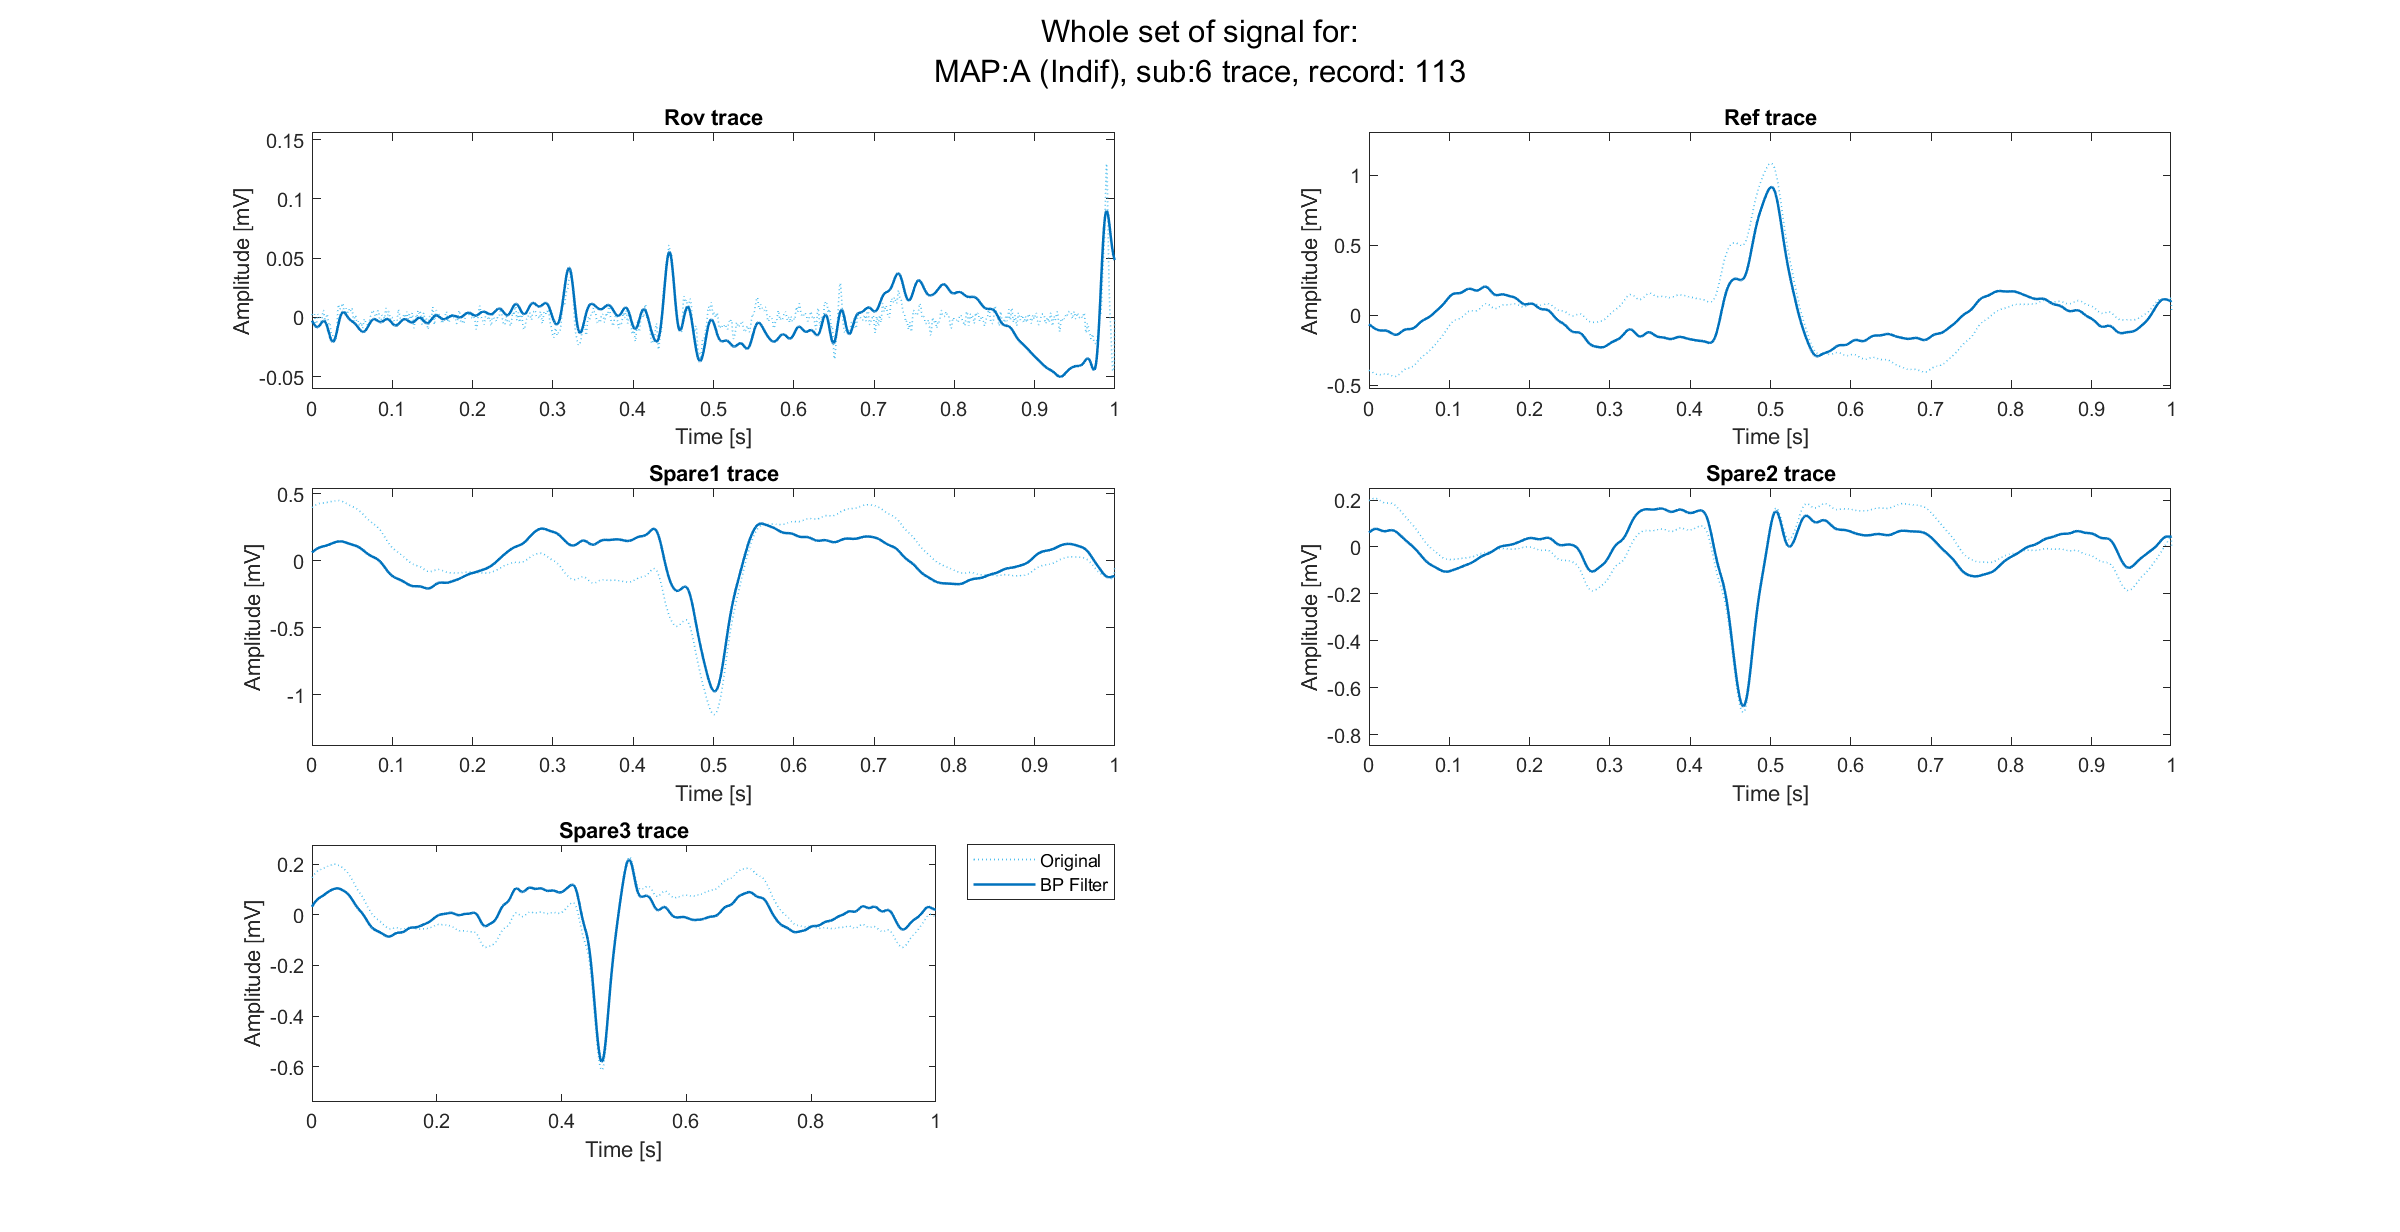 Whole set of signal for:
MAP:A (Indif), sub:6 trace, record: 113
Rov trace
Amplitude [mV]
0.15
0.1
0.05
0
-0.05
0 0.1 0.2 0.3 0.4 0.5 0.6 0.7 0.8 0.9 1
Time [s]
Ref trace
Amplitude [mV]
1
0.5
0
-0.5
0 0.1 0.2 0.3 0.4 0.5 0.6 0.7 0.8 0.9 1
Time [s]
Spare1 trace
Amplitude [mV]
0.5
0
-0.5
-1
0 0.1 0.2 0.3 0.4 0.5 0.6 0.7 0.8 0.9 1
Time [s]
Spare2 trace
Amplitude [mV]
0.2
0
-0.2
-0.4
-0.6
-0.8
0 0.1 0.2 0.3 0.4 0.5 0.6 0.7 0.8 0.9 1
Time [s]
Spare3 trace
Amplitude [mV]
0.2
0
-0.2
-0.4
-0.6
0 0.2 0.4 0.6 0.8 1
Time [s]
Original
BP Filter